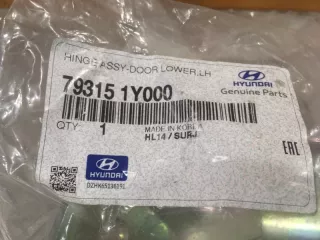 HINGE ASSY-DOOR LOWER,LH
79315 1Y000
HYUNDAI
Genuine Parts
QTY 1
MADE IN KOREA
HL14 / SURJ
EAC
HYUNDAI